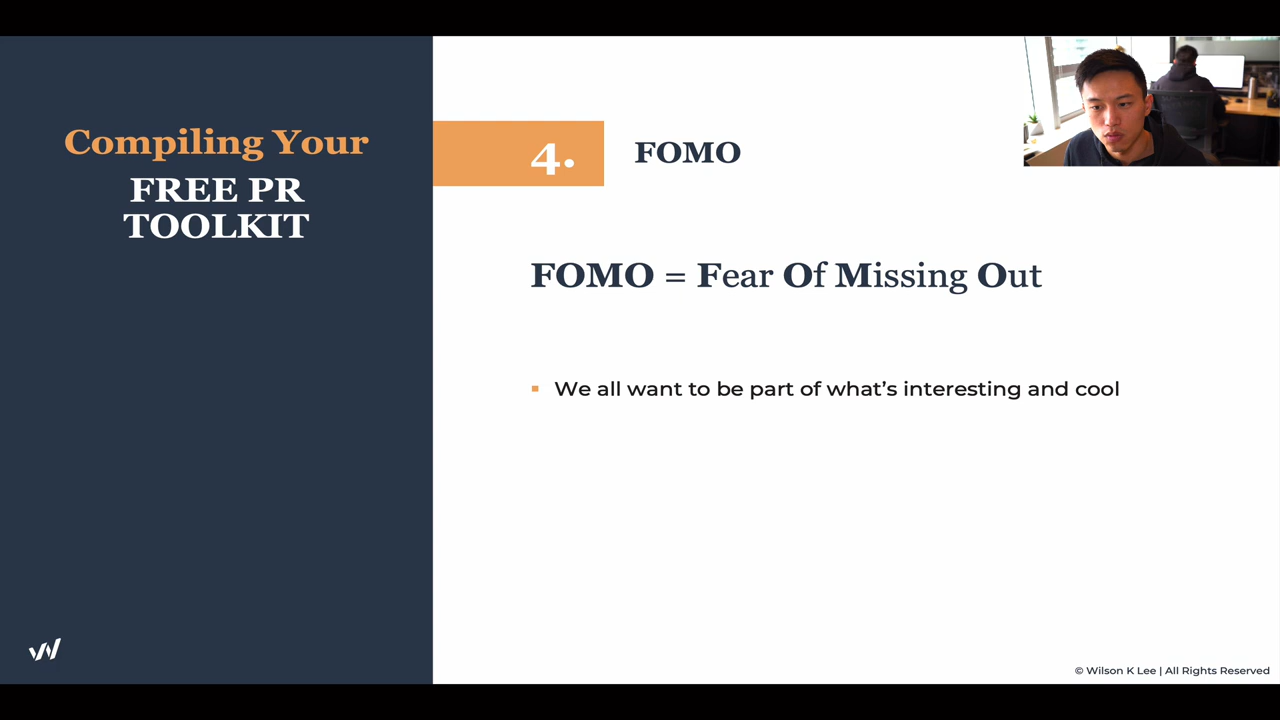 Compiling Your
FREE PR
TOOLKIT
4.
FOMO
FOMO = Fear Of Missing Out
▪ We all want to be part of what’s interesting and cool
© Wilson K Lee | All Rights Reserved